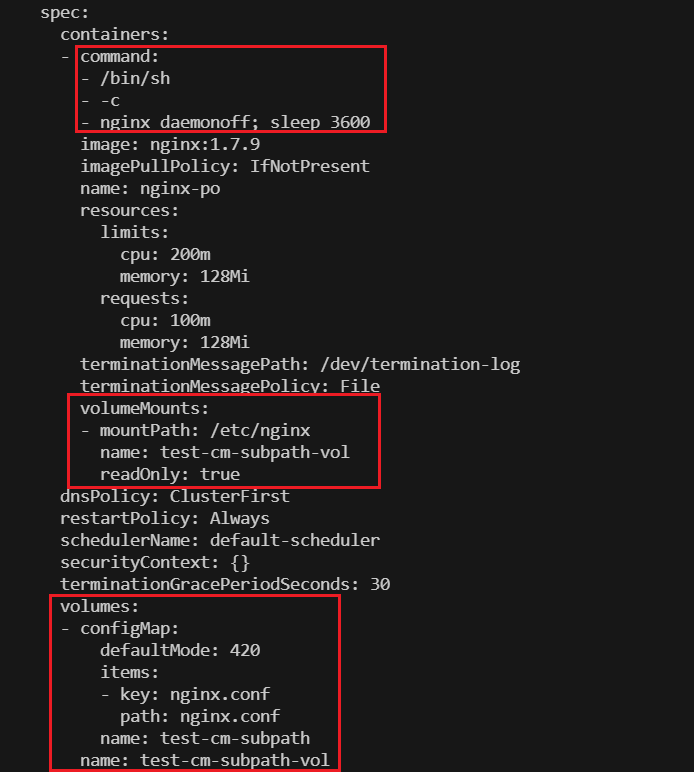 spec:
  containers:
  - command:
    - /bin/sh
    - -c
    - nginx daemonoff; sleep 3600
    image: nginx:1.7.9
    imagePullPolicy: IfNotPresent
    name: nginx-po
    resources:
      limits:
        cpu: 200m
        memory: 128Mi
      requests:
        cpu: 100m
        memory: 128Mi
    terminationMessagePath: /dev/termination-log
    terminationMessagePolicy: File
    volumeMounts:
    - mountPath: /etc/nginx
      name: test-cm-subpath-vol
      readOnly: true
  dnsPolicy: ClusterFirst
  restartPolicy: Always
  schedulerName: default-scheduler
  securityContext: {}
  terminationGracePeriodSeconds: 30
  volumes:
  - configMap:
      defaultMode: 420
      items:
      - key: nginx.conf
        path: nginx.conf
      name: test-cm-subpath
    name: test-cm-subpath-vol